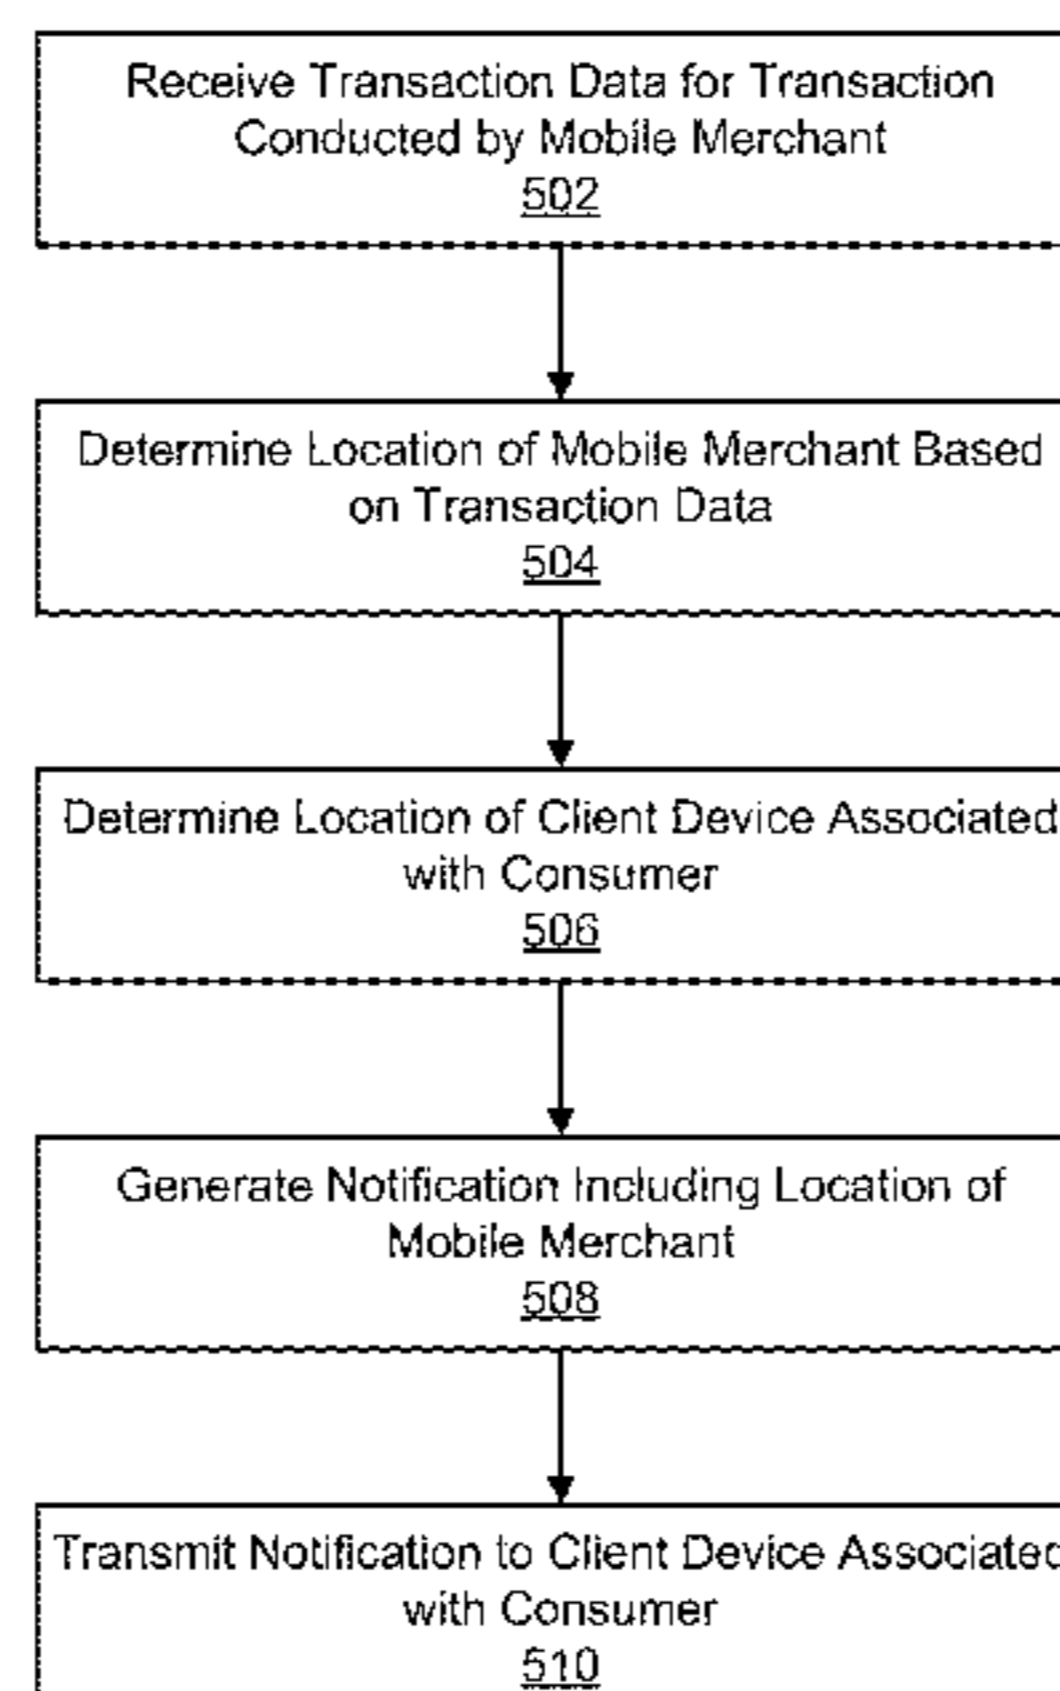 Receive Transaction Data for Transaction
Conducted by Mobile Merchant
502
Determine Location of Mobile Merchant Based
on Transaction Data
504
Determine Location of Client Device Associated
with Consumer
506
Generate Notification Including Location of
Mobile Merchant
508
Transmit Notification to Client Device Associated
with Consumer
510